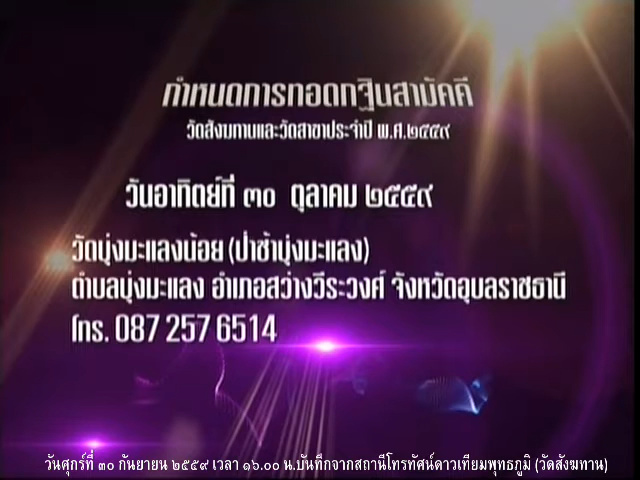 กำหนดการทอดกฐินสามัคคี
วัดสังฆทานและวัดสาขาประจำปี พ.ศ.๒๕๕๙
วันอาทิตย์ที่ ๓๐ ตุลาคม ๒๕๕๙
วัดบุ่งมะแลงน้อย (ป่าช้าบุ่งมะแลง)
ตำบลบุ่งมะแลง อำเภอสว่างวีระวงศ์ จังหวัดอุบลราชธานี
โทร. 087 257 6514
วันศุกร์ที่ ๓๐ กันยายน ๒๕๕๙ เวลา ๑๖.๐๐ น.บันทึกจากสถานีโทรทัศน์ดาวเทียมพุทธภูมิ (วัดสังฆทาน)